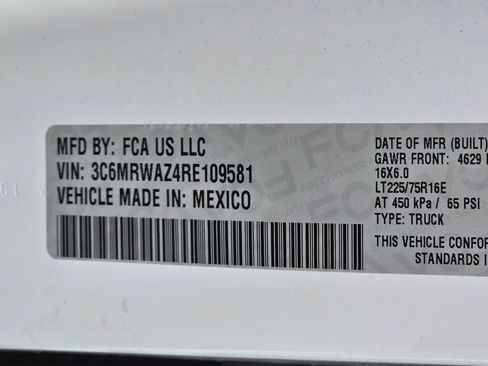 MFD BY: FCA US LLC
VIN: 3C6MRWAZ4RE109581
VEHICLE MADE IN: MEXICO
DATE OF MFR (BUILT)
GAWR FRONT: 4629
16X6.0
LT225/75R16E
AT 450 kPa / 65 PSI
TYPE: TRUCK
THIS VEHICLE CONFOR
STANDARDS I